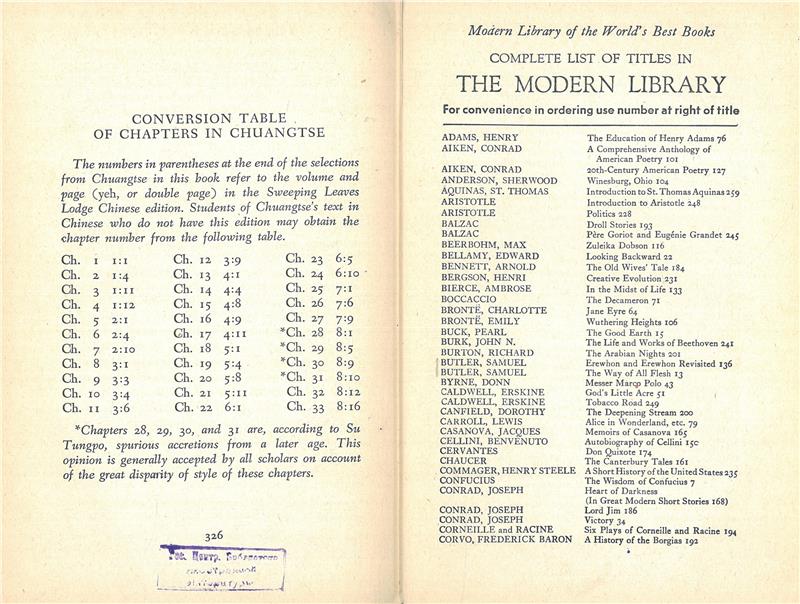 CONVERSION TABLE
OF CHAPTERS IN CHUANGTSE
The numbers in parentheses at the end of the selections
from Chuangtse in this book refer to the volume and
page (yeh, or double page) in the Sweeping Leaves
Lodge Chinese edition. Students of Chuangtse's text in
Chinese who do not have this edition may obtain the
chapter number from the following table.
Ch. 1 1:1 Ch. 12 3:9 Ch. 23 6:5
Ch. 2 1:4 Ch. 13 4:1 Ch. 24 6:10
Ch. 3 1:11 Ch. 14 4:4 Ch. 25 7:1
Ch. 4 1:12 Ch. 15 4:8 Ch. 26 7:6
Ch. 5 2:1 Ch. 16 4:9 Ch. 27 7:9
Ch. 6 2:4 Ch. 17 4:11 *Ch. 28 8:1
Ch. 7 2:10 Ch. 18 5:1 *Ch. 29 8:5
Ch. 8 3:1 Ch. 19 5:4 *Ch. 30 8:9
Ch. 9 3:3 Ch. 20 5:8 *Ch. 31 8:10
Ch. 10 3:4 Ch. 21 5:11 Ch. 32 8:12
Ch. 11 3:6 Ch. 22 6:1 Ch. 33 8:16
*Chapters 28, 29, 30, and 31 are, according to Su
Tungpo, spurious accretions from a later age. This
opinion is generally accepted by all scholars on account
of the great disparity of style of these chapters.
326
Гос. Центр. Библиотека
иностранной
литературы
Modern Library of the World's Best Books
COMPLETE LIST OF TITLES IN
THE MODERN LIBRARY
For convenience in ordering use number at right of title
ADAMS, HENRY The Education of Henry Adams 76
AIKEN, CONRAD A Comprehensive Anthology of
American Poetry 101
AIKEN, CONRAD 20th-Century American Poetry 127
ANDERSON, SHERWOOD Winesburg, Ohio 104
AQUINAS, ST. THOMAS Introduction to St. Thomas Aquinas 259
ARISTOTLE Introduction to Aristotle 248
ARISTOTLE Politics 228
BALZAC Droll Stories 193
BALZAC Père Goriot and Eugénie Grandet 245
BEERBOHM, MAX Zuleika Dobson 116
BELLAMY, EDWARD Looking Backward 22
BENNETT, ARNOLD The Old Wives' Tale 184
BERGSON, HENRI Creative Evolution 231
BIERCE, AMBROSE In the Midst of Life 133
BOCCACCIO The Decameron 71
BRONTË, CHARLOTTE Jane Eyre 64
BRONTË, EMILY Wuthering Heights 106
BUCK, PEARL The Good Earth 15
BURK, JOHN N. The Life and Works of Beethoven 241
BURTON, RICHARD The Arabian Nights 201
BUTLER, SAMUEL Erewhon and Erewhon Revisited 136
BUTLER, SAMUEL The Way of All Flesh 13
BYRNE, DONN Messer Marco Polo 43
CALDWELL, ERSKINE God's Little Acre 51
CALDWELL, ERSKINE Tobacco Road 249
CANFIELD, DOROTHY The Deepening Stream 200
CARROLL, LEWIS Alice in Wonderland, etc. 79
CASANOVA, JACQUES Memoirs of Casanova 165
CELLINI, BENVENUTO Autobiography of Cellini 150
CERVANTES Don Quixote 174
CHAUCER The Canterbury Tales 161
COMMAGER, HENRY STEELE A Short History of the United States 235
CONFUCIUS The Wisdom of Confucius 7
CONRAD, JOSEPH Heart of Darkness
(In Great Modern Short Stories 168)
CONRAD, JOSEPH Lord Jim 186
CONRAD, JOSEPH Victory 34
CORNEILLE and RACINE Six Plays of Corneille and Racine 194
CORVO, FREDERICK BARON A History of the Borgias 192